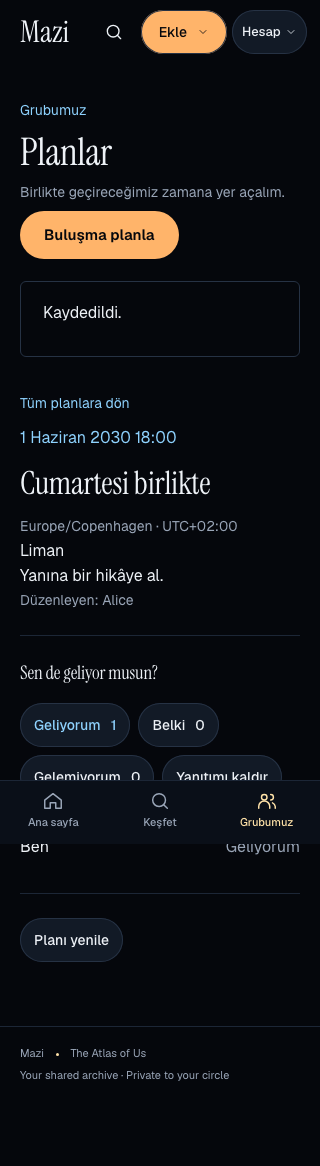 Mazi
Ekle
Hesap
Grubumuz
Planlar
Birlikte geçireceğimiz zamana yer açalım.
Buluşma planla
Kaydedildi.
Tüm planlara dön
1 Haziran 2030 18:00
Cumartesi birlikte
Europe/Copenhagen · UTC+02:00
Liman
Yanına bir hikâye al.
Düzenleyen: Alice
Sen de geliyor musun?
Geliyorum 1
Belki 0
Gelemiyorum 0
Yanıtımı kaldır
Ana sayfa
Keşfet
Grubumuz
Ben
Geliyorum
Planı yenile
Mazi • The Atlas of Us
Your shared archive · Private to your circle